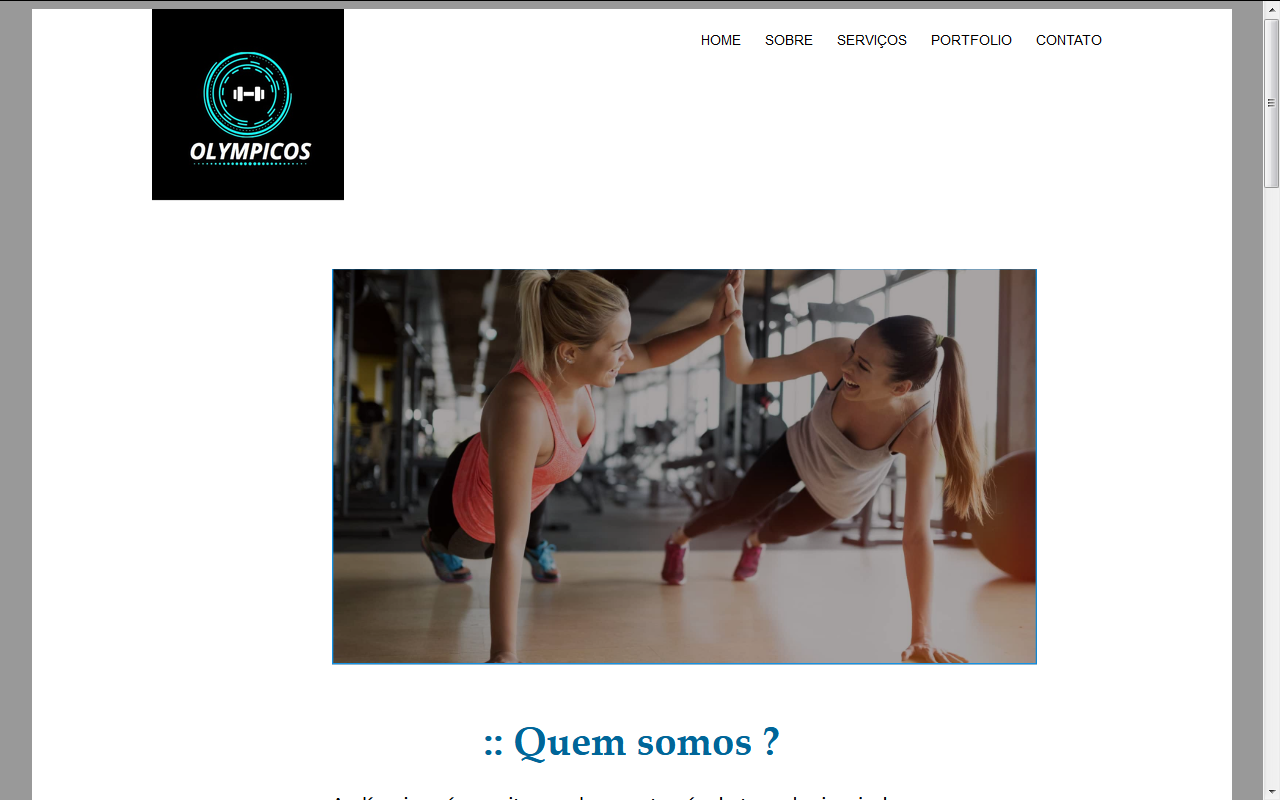 OLYMPICOS
HOME SOBRE SERVIÇOS PORTFOLIO CONTATO
:: Quem somos ?